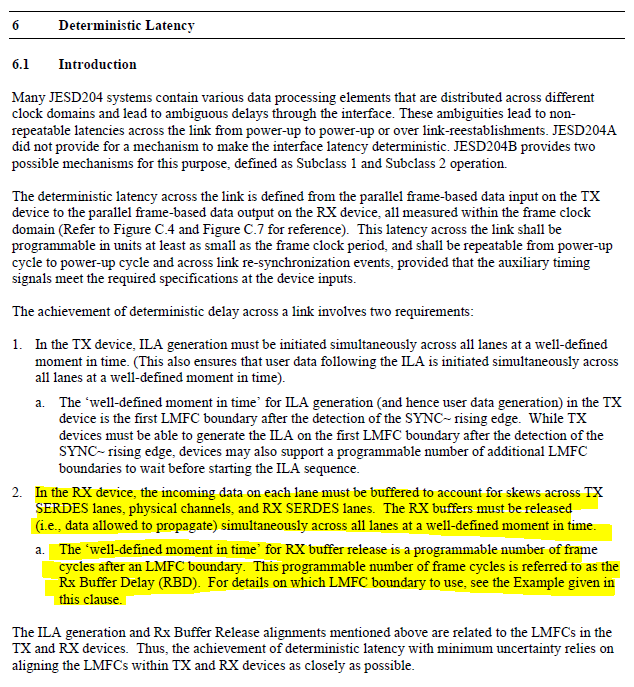 6 Deterministic Latency
6.1 Introduction
Many JESD204 systems contain various data processing elements that are distributed across different
clock domains and lead to ambiguous delays through the interface. These ambiguities lead to non-
repeatable latencies across the link from power-up to power-up or over link-reestablishments. JESD204A
did not provide for a mechanism to make the interface latency deterministic. JESD204B provides two
possible mechanisms for this purpose, defined as Subclass 1 and Subclass 2 operation.
The deterministic latency across the link is defined from the parallel frame-based data input on the TX
device to the parallel frame-based data output on the RX device, all measured within the frame clock
domain (Refer to Figure C.4 and Figure C.7 for reference). This latency across the link shall be
programmable in units at least as small as the frame clock period, and shall be repeatable from power-up
cycle to power-up cycle and across link re-synchronization events, provided that the auxiliary timing
signals meet the required specifications at the device inputs.
The achievement of deterministic delay across a link involves two requirements:
1. In the TX device, ILA generation must be initiated simultaneously across all lanes at a well-defined
moment in time. (This also ensures that user data following the ILA is initiated simultaneously across
all lanes at a well-defined moment in time).
a. The ‘well-defined moment in time’ for ILA generation (and hence user data generation) in the TX
device is the first LMFC boundary after the detection of the SYNC~ rising edge. While TX
devices must be able to generate the ILA on the first LMFC boundary after the detection of the
SYNC~ rising edge, devices may also support a programmable number of additional LMFC
boundaries to wait before starting the ILA sequence.
2. In the RX device, the incoming data on each lane must be buffered to account for skews across TX
SERDES lanes, physical channels, and RX SERDES lanes. The RX buffers must be released
(i.e., data allowed to propagate) simultaneously across all lanes at a well-defined moment in time.
a. The ‘well-defined moment in time’ for RX buffer release is a programmable number of frame
cycles after an LMFC boundary. This programmable number of frame cycles is referred to as the
Rx Buffer Delay (RBD). For details on which LMFC boundary to use, see the Example given in
this clause.
The ILA generation and Rx Buffer Release alignments mentioned above are related to the LMFCs in the
TX and RX devices. Thus, the achievement of deterministic latency with minimum uncertainty relies on
aligning the LMFCs within TX and RX devices as closely as possible.